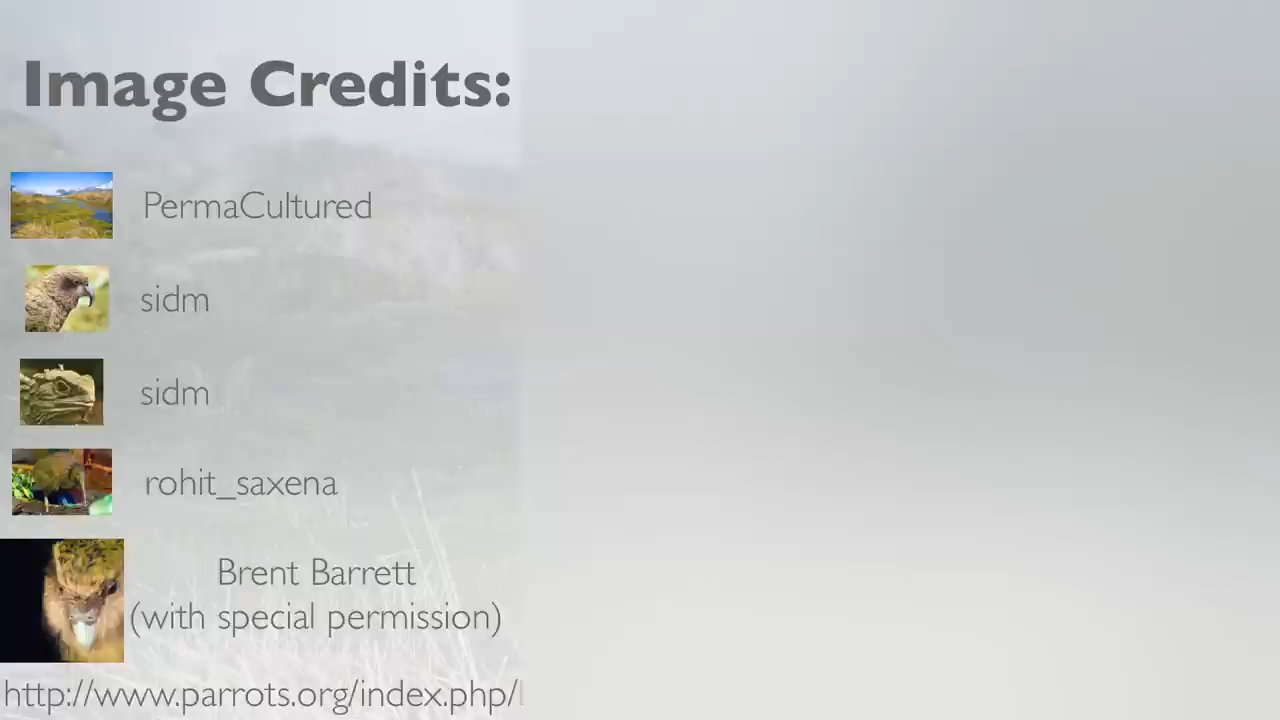 Image Credits:
PermaCultured
sidm
sidm
rohit_saxena
Brent Barrett
(with special permission)
http://www.parrots.org/index.php/